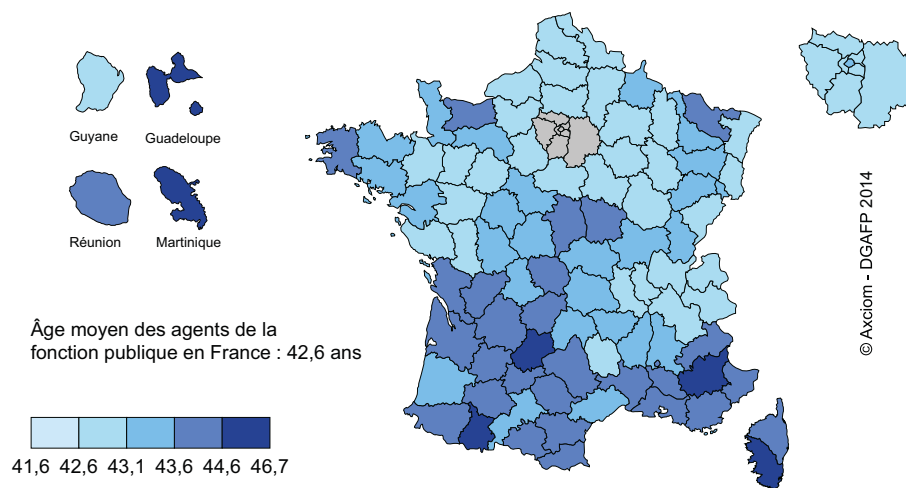 Guyane
Guadeloupe
Réunion
Martinique
Âge moyen des agents de la
fonction publique en France : 42,6 ans
41,6 42,6 43,1 43,6 44,6 46,7
© Axciom - DGAFP 2014